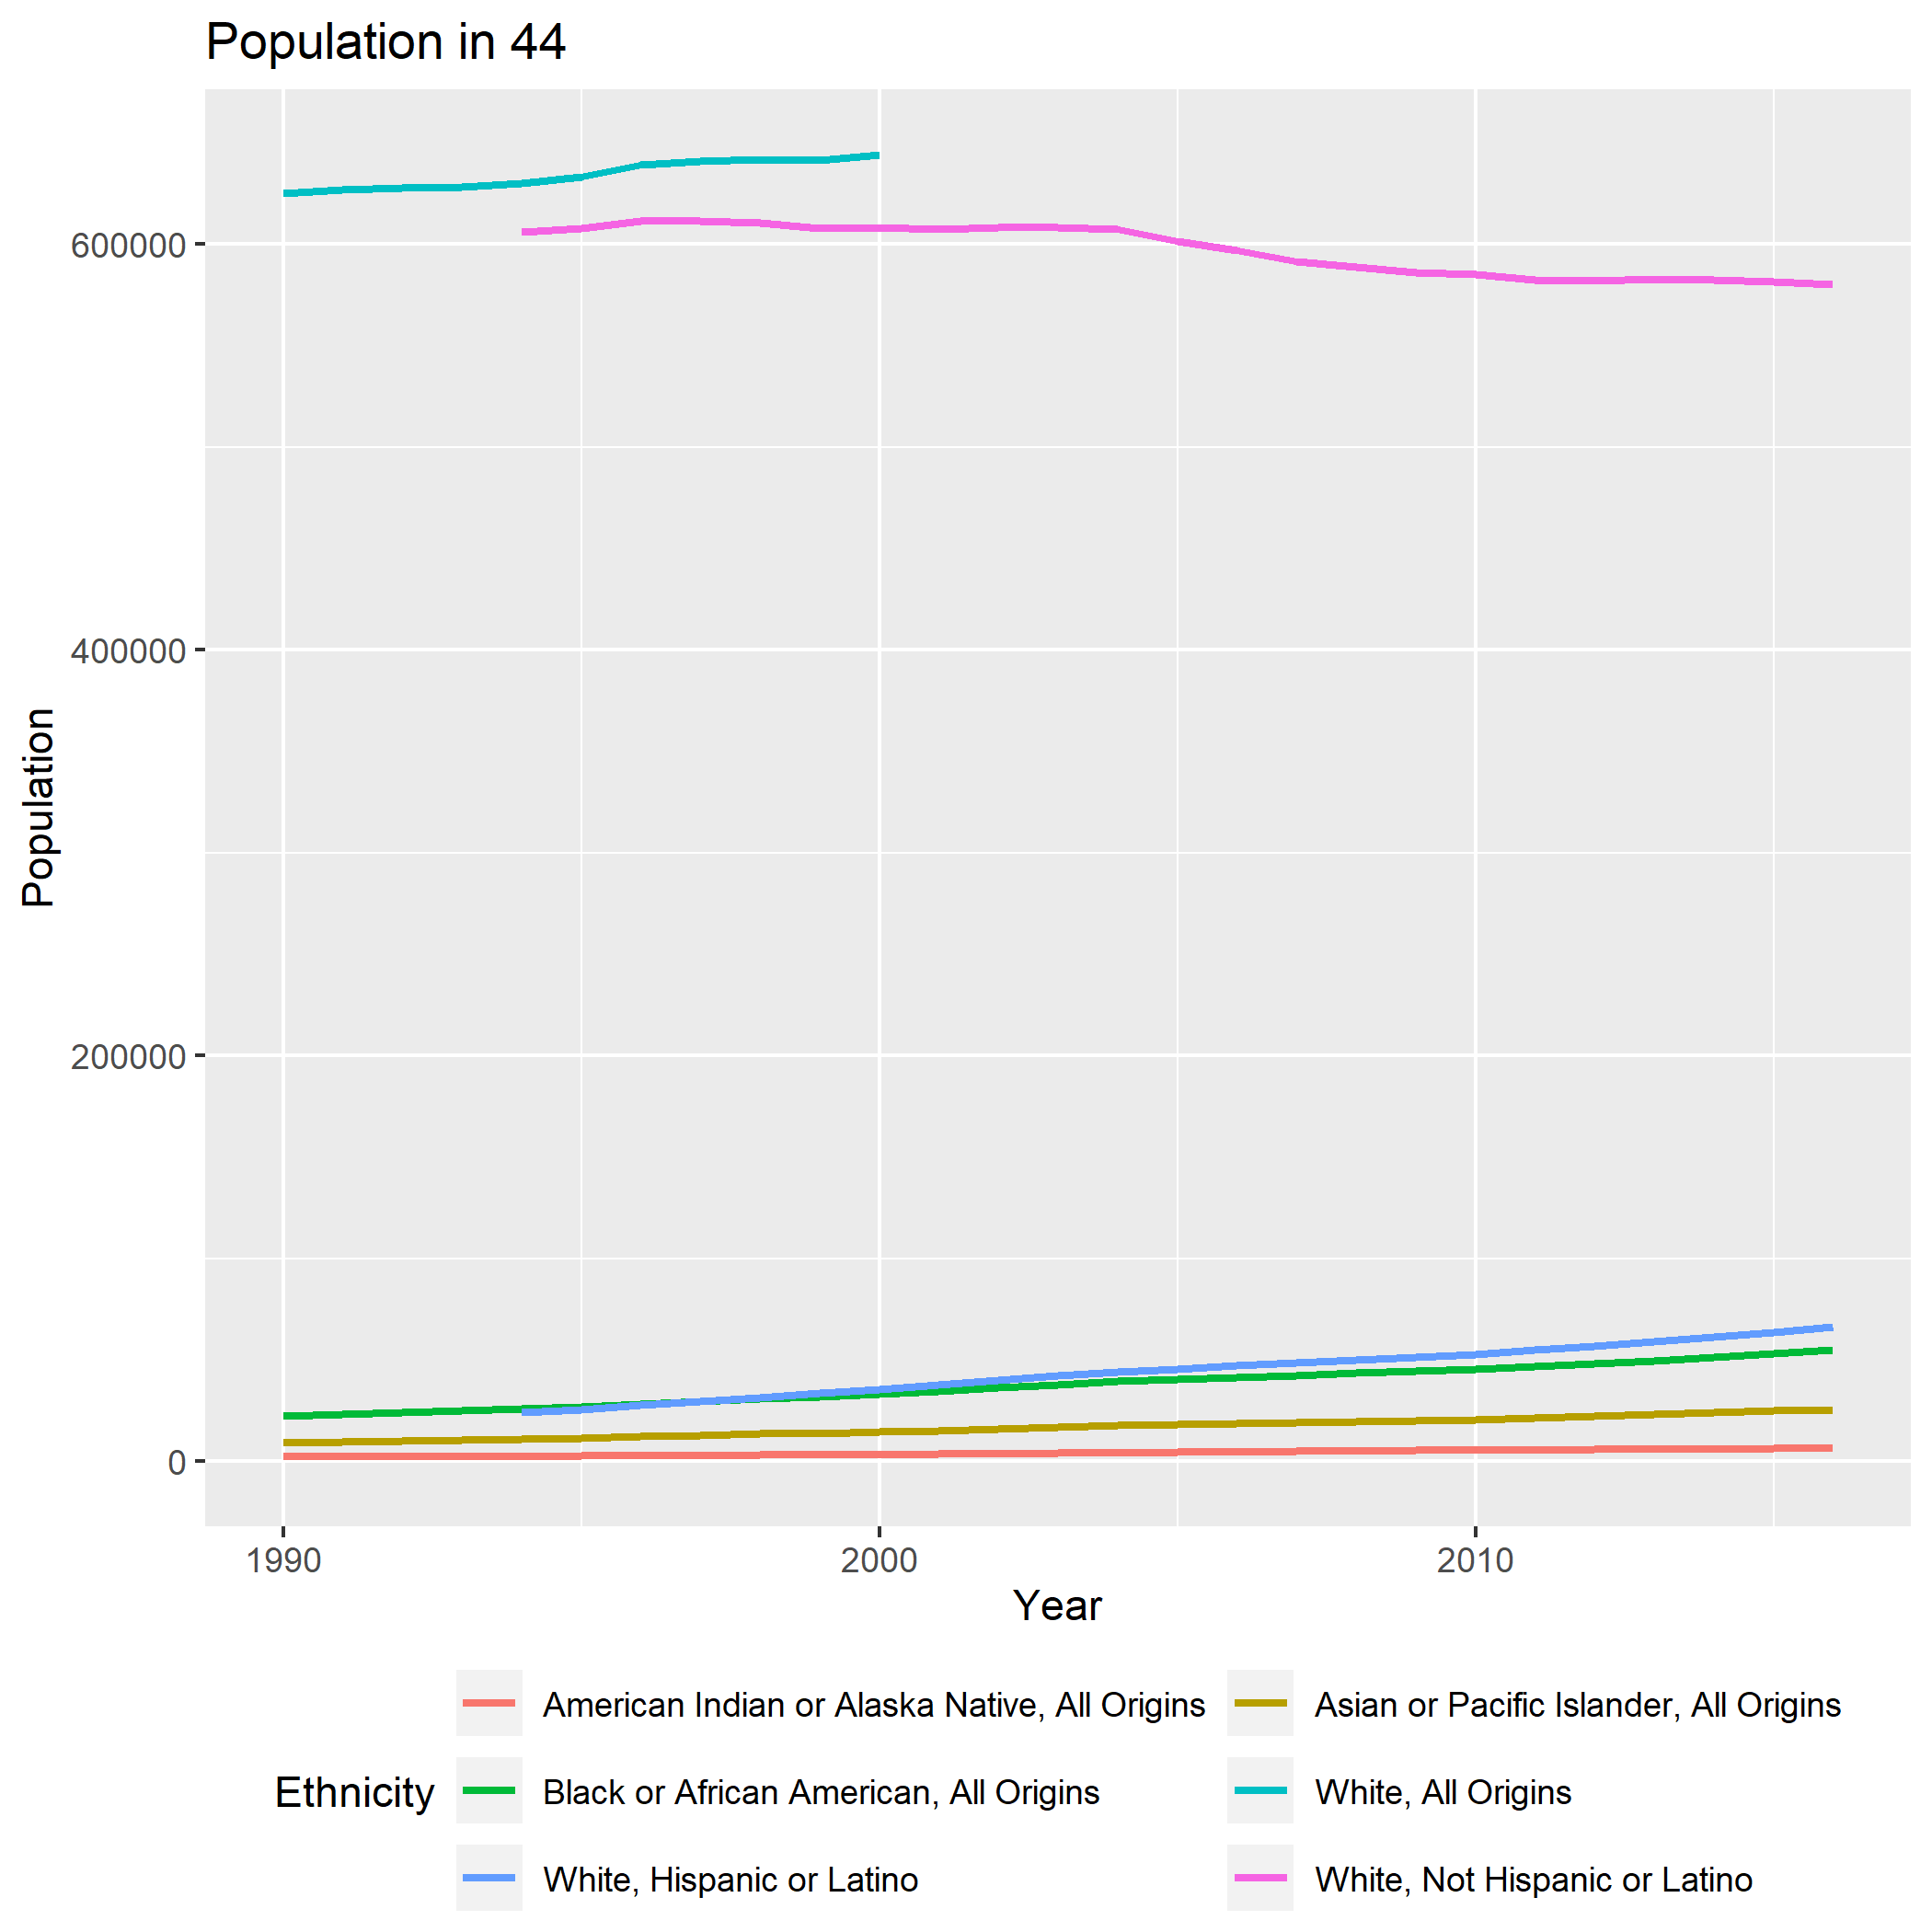 Population in 44
Population
600000
400000
200000
0
1990 2000 2010
Year
Ethnicity
American Indian or Alaska Native, All Origins
Asian or Pacific Islander, All Origins
Black or African American, All Origins
White, All Origins
White, Hispanic or Latino
White, Not Hispanic or Latino